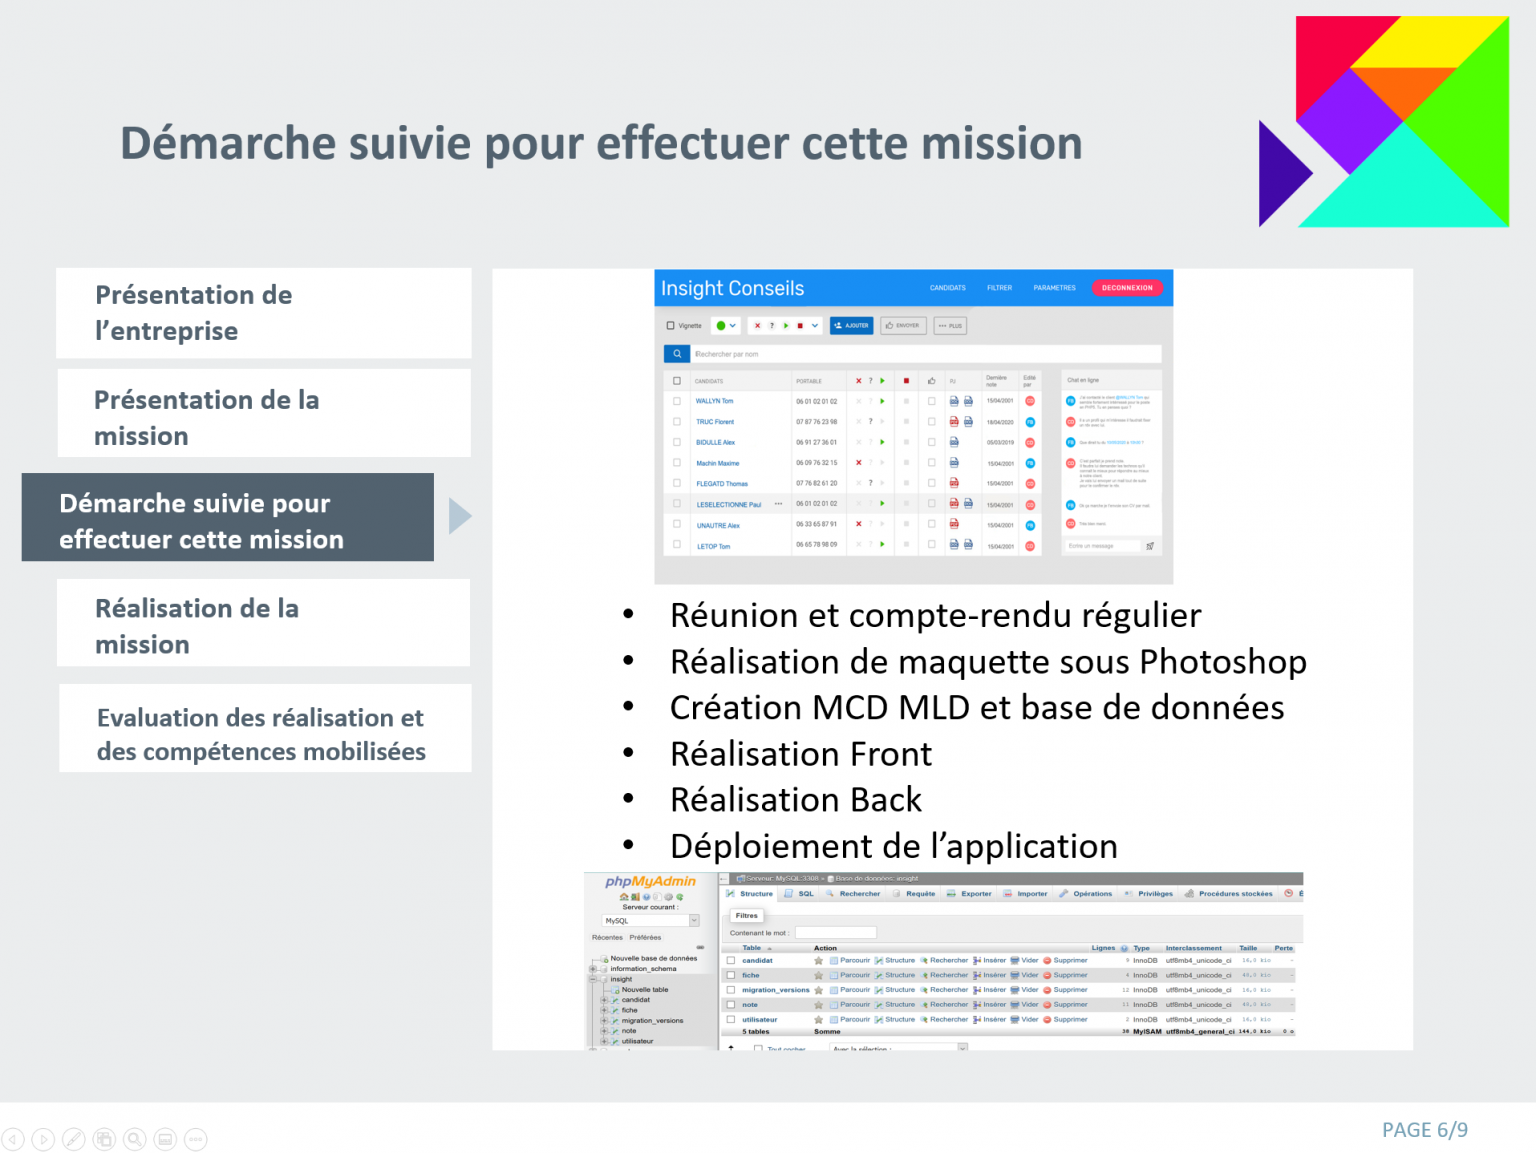 Démarche suivie pour effectuer cette mission
Présentation de
l’entreprise
Présentation de la
mission
Démarche suivie pour
effectuer cette mission
Réalisation de la
mission
Evaluation des réalisation et
des compétences mobilisées
Insight Conseils
CANDIDATS FILTRER PARAMETRES DECONNEXION
Vignette AJOUTER ENVOYER ••• PLUS
Rechercher par nom
CANDIDATS PORTABLE ? PJ Dernière note Edité par
WALLYN Tom 06 01 02 01 02 ? 15/04/2001 CD
TRUC Florent 07 87 76 23 98 ? 18/04/2020 FB
BIDULLE Alex 06 91 27 36 01 ? 05/03/2019 CD
Machin Maxime 06 09 76 32 15 ? 15/04/2001 FB
FLEGATD Thomas 07 76 82 61 20 ? 15/04/2001 CD
LESELECTIONNE Paul ••• 06 01 02 01 02 ? 15/04/2001 CD
UNAUTRE Alex 06 33 65 87 91 ? 15/04/2001 FB
LETOP Tom 06 65 78 98 09 ? 15/04/2001 CD
Chat en ligne
Ecrire un message
• Réunion et compte-rendu régulier
• Réalisation de maquette sous Photoshop
• Création MCD MLD et base de données
• Réalisation Front
• Réalisation Back
• Déploiement de l’application
phpMyAdmin
Serveur courant :
MySQL
Récentes Préférées
Nouvelle base de données
information_schema
insight
Nouvelle table
candidat
fiche
migration_versions
note
utilisateur
Serveur: MySQL:3308 » Base de données: insight
Structure SQL Rechercher Requête Exporter Importer Opérations Privilèges Procédures stockées É
Filtres
Contenant le mot :
Table Action Lignes Type Interclassement Taille Perte
candidat Parcourir Structure Rechercher Insérer Vider Supprimer 9 InnoDB utf8mb4_unicode_ci 16,0 kio -
fiche Parcourir Structure Rechercher Insérer Vider Supprimer 4 InnoDB utf8mb4_unicode_ci 48,0 kio -
migration_versions Parcourir Structure Rechercher Insérer Vider Supprimer 12 InnoDB utf8mb4_unicode_ci 16,0 kio -
note Parcourir Structure Rechercher Insérer Vider Supprimer 11 InnoDB utf8mb4_unicode_ci 48,0 kio -
utilisateur Parcourir Structure Rechercher Insérer Vider Supprimer 2 InnoDB utf8mb4_unicode_ci 16,0 kio -
5 tables Somme 38 MyISAM utf8mb4_general_ci 144,0 kio 0 o
Tout cocher Avec la sélection :
PAGE 6/9